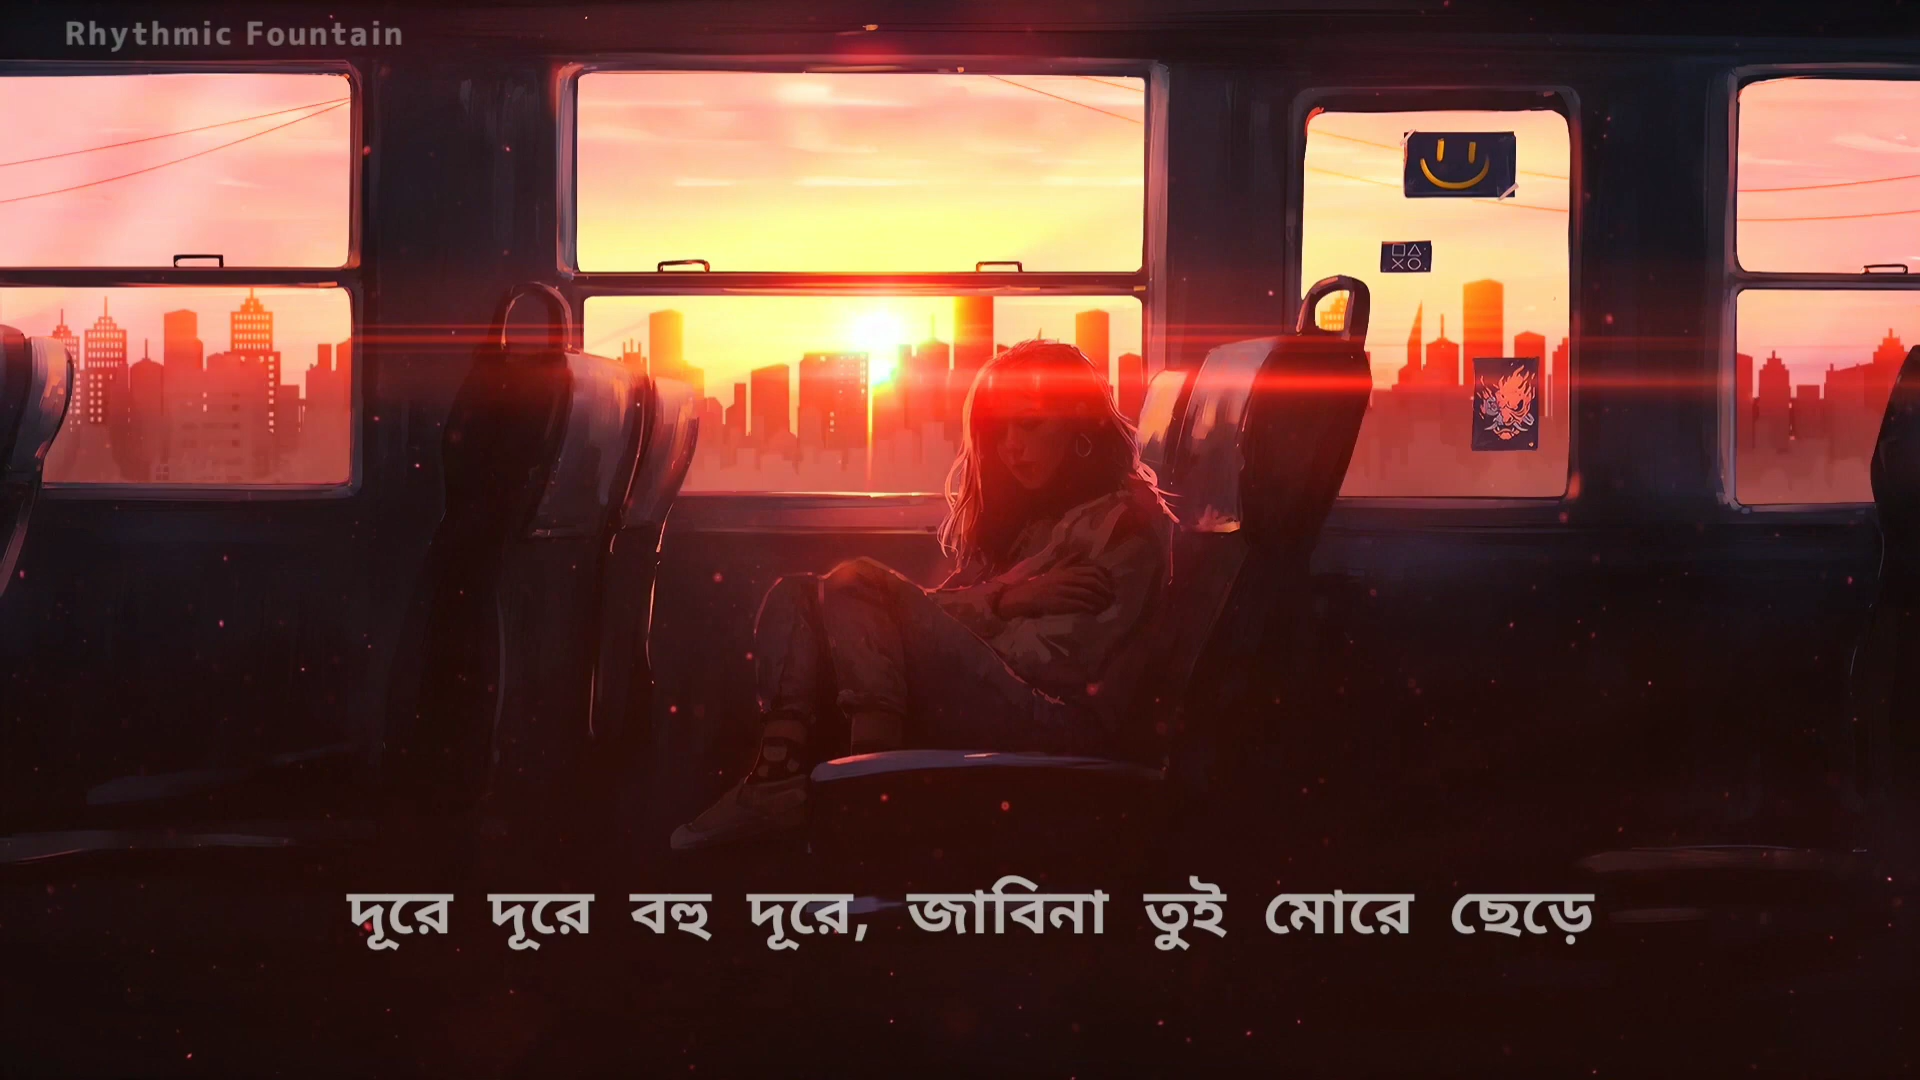 Rhythmic Fountain
দূরে দূরে বহু দূরে, জাবিনা তুই মোরে ছেড়ে